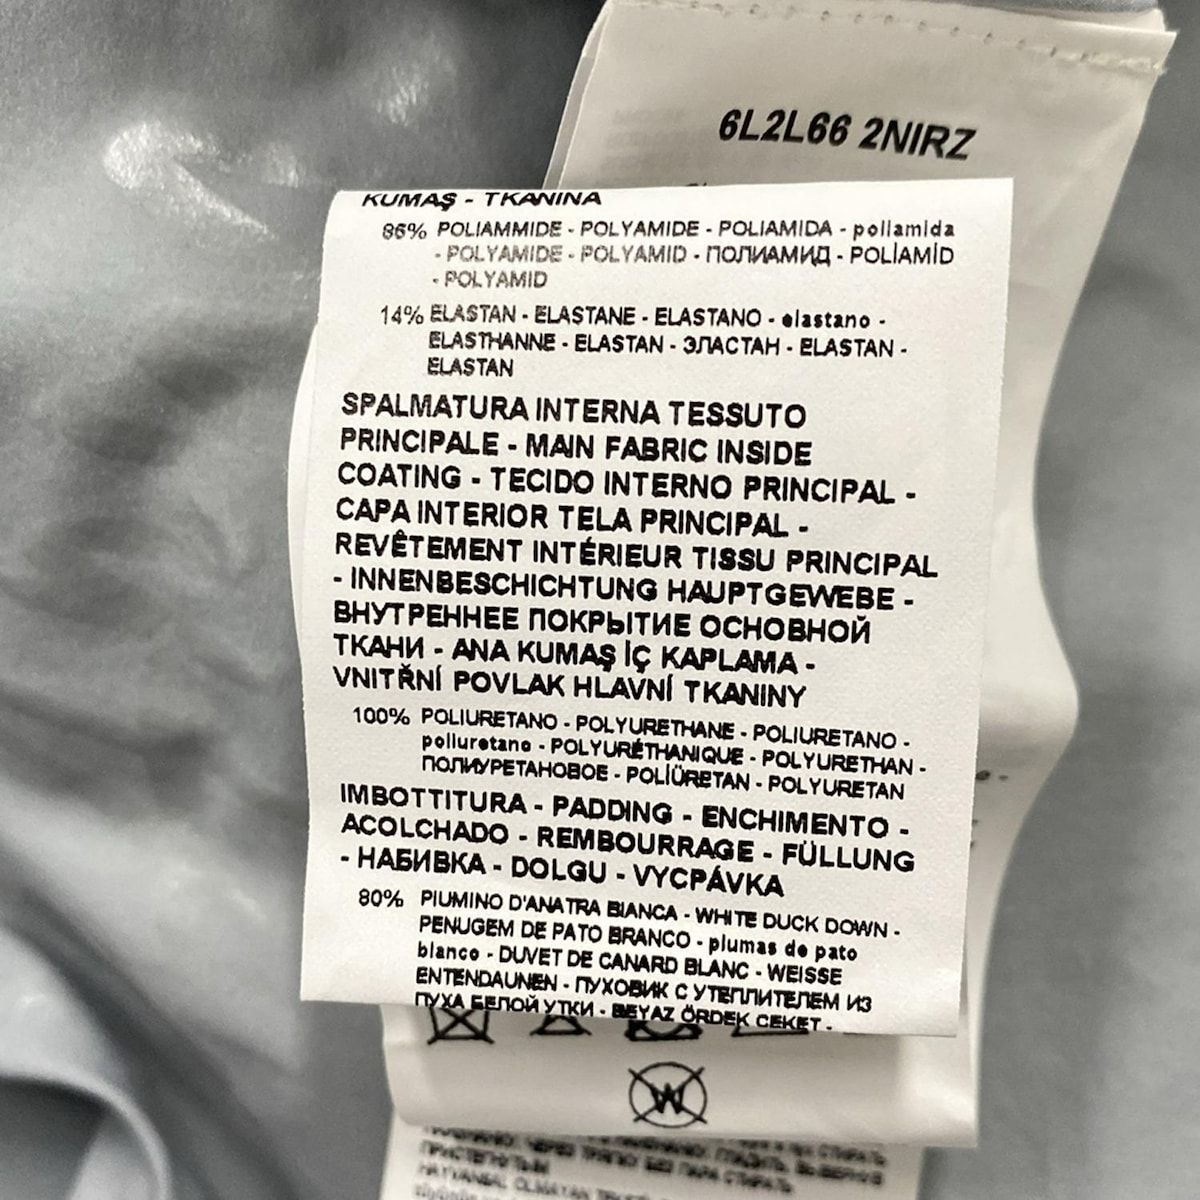 6L2L66 2NIRZ
KUMAŞ - TKANINA
86% POLIAMMIDE - POLYAMIDE - POLIAMIDA - poliamida
- POLYAMIDE - POLYAMID - ПОЛИАМИД - POLİAMİD
- POLYAMID
14% ELASTAN - ELASTANE - ELASTANO - elastano -
ELASTHANNE - ELASTAN - ЭЛАСТАН - ELASTAN -
ELASTAN
SPALMATURA INTERNA TESSUTO
PRINCIPALE - MAIN FABRIC INSIDE
COATING - TECIDO INTERNO PRINCIPAL -
CAPA INTERIOR TELA PRINCIPAL -
REVÊTEMENT INTÉRIEUR TISSU PRINCIPAL
- INNENBESCHICHTUNG HAUPTGEWEBE -
ВНУТРЕННЕЕ ПОКРЫТИЕ ОСНОВНОЙ
ТКАНИ - ANA KUMAŞ İÇ KAPLAMA -
VNITŘNÍ POVLAK HLAVNÍ TKANINY
100% POLIURETANO - POLYURETHANE - POLIURETANO -
poliuretano - POLYURÉTHANIQUE - POLYURETHAN -
ПОЛИУРЕТАНОВОЕ - POLİÜRETAN - POLYURETAN
IMBOTTITURA - PADDING - ENCHIMENTO -
ACOLCHADO - REMBOURRAGE - FÜLLUNG
- НАБИВКА - DOLGU - VYCPÁVKA
80% PIUMINO D'ANATRA BIANCA - WHITE DUCK DOWN -
PENUGEM DE PATO BRANCO - plumas de pato
blanco - DUVET DE CANARD BLANC - WEISSE
ENTENDAUNEN - ПУХОВИК С УТЕПЛИТЕЛЕМ ИЗ
ПУХА БЕЛОЙ УТКИ - BEYAZ ÖRDEK CEKET -
W